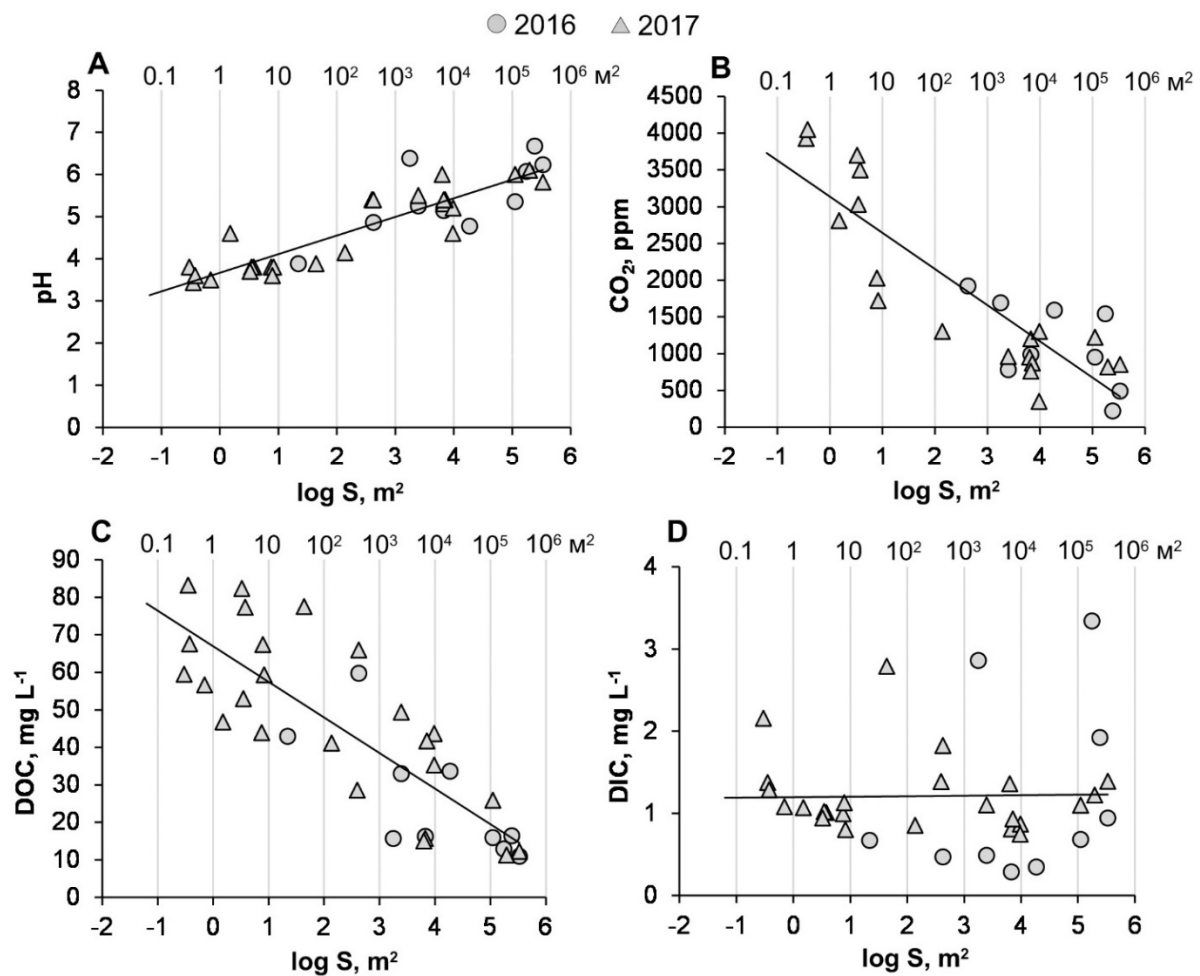 2016 2017
A
0.1 1 10 10² 10³ 10⁴ 10⁵ 10⁶ м²
8
7
6
5
4
3
2
1
0
pH
-2 -1 0 1 2 3 4 5 6
log S, m²
B
0.1 1 10 10² 10³ 10⁴ 10⁵ 10⁶ м²
4500
4000
3500
3000
2500
2000
1500
1000
500
0
CO₂, ppm
-2 -1 0 1 2 3 4 5 6
log S, m²
C
0.1 1 10 10² 10³ 10⁴ 10⁵ 10⁶ м²
90
80
70
60
50
40
30
20
10
0
DOC, mg L⁻¹
-2 -1 0 1 2 3 4 5 6
log S, m²
D
0.1 1 10 10² 10³ 10⁴ 10⁵ 10⁶ м²
4
3
2
1
0
DIC, mg L⁻¹
-2 -1 0 1 2 3 4 5 6
log S, m²